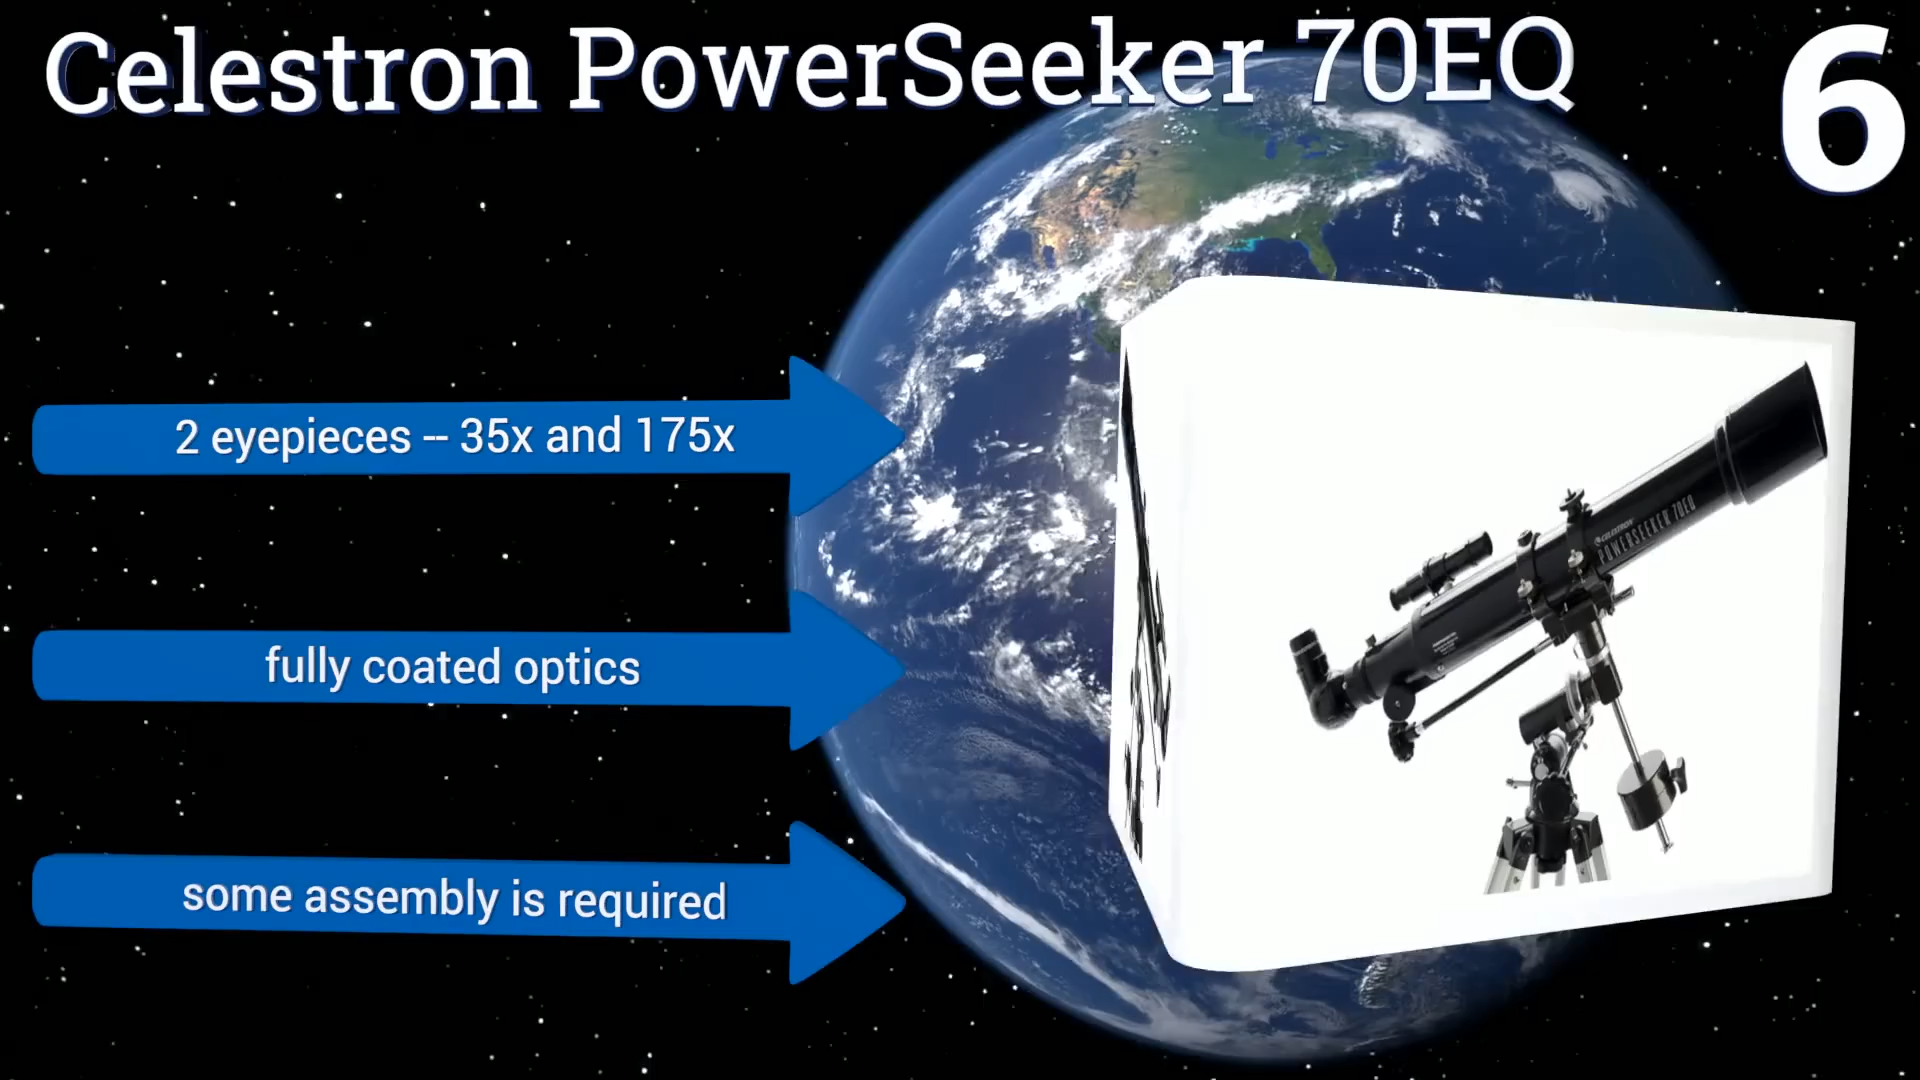 Celestron PowerSeeker 70EQ
6
2 eyepieces -- 35x and 175x
fully coated optics
some assembly is required
CELESTRON
POWERSEEKER 70EQ